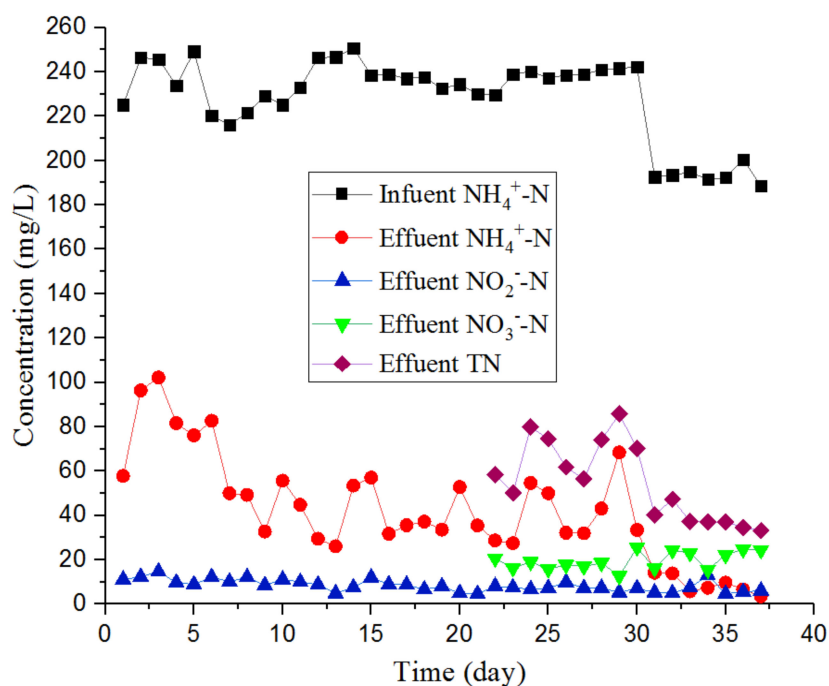 260
240
220
200
180
160
140
120
100
80
60
40
20
0
Concentration (mg/L)
Infuent NH₄⁺-N
Effuent NH₄⁺-N
Effuent NO₂⁻-N
Effuent NO₃⁻-N
Effuent TN
0 5 10 15 20 25 30 35 40
Time (day)